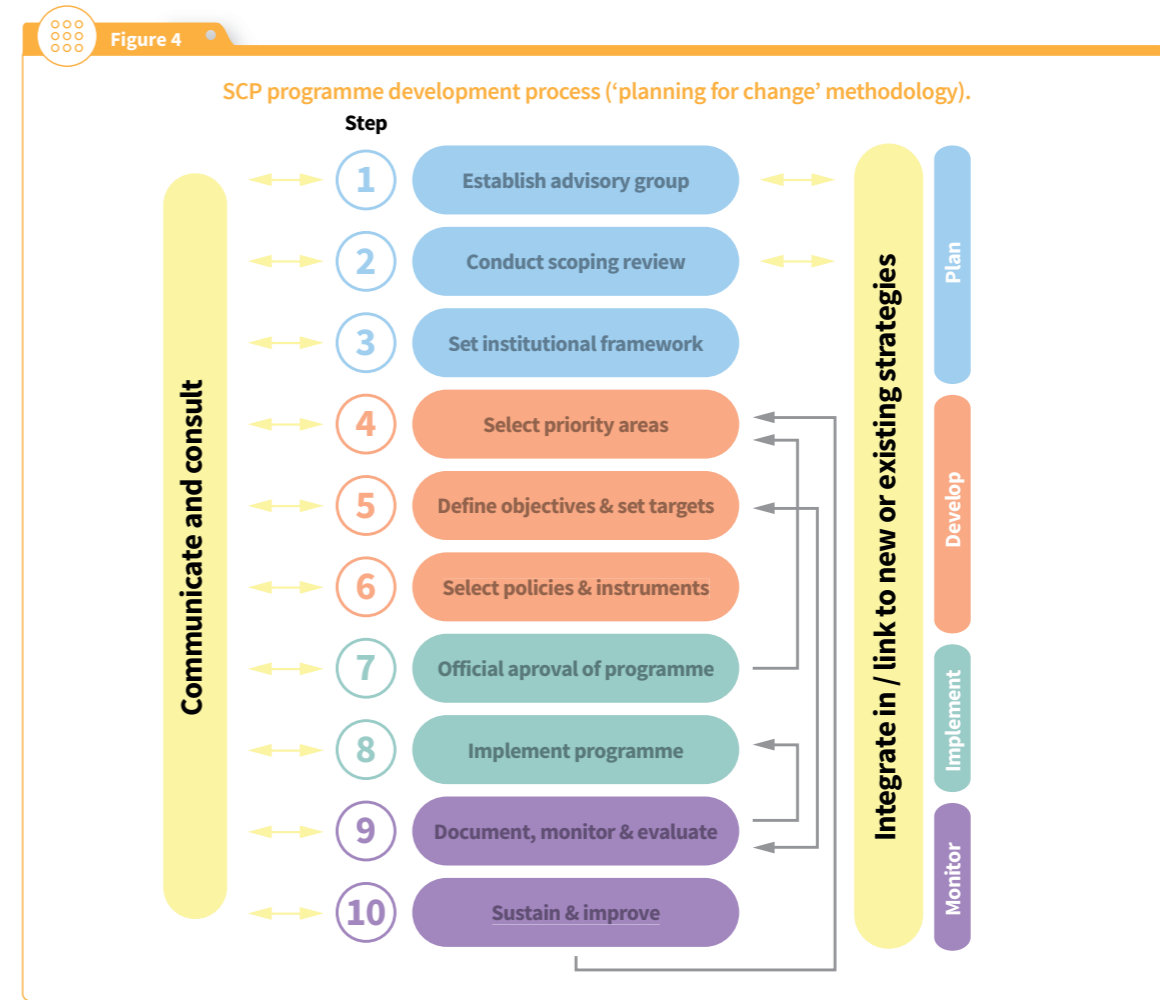 Figure 4
SCP programme development process (‘planning for change’ methodology).
Step
Communicate and consult
1
Establish advisory group
2
Conduct scoping review
3
Set institutional framework
4
Select priority areas
5
Define objectives & set targets
6
Select policies & instruments
7
Official aproval of programme
8
Implement programme
9
Document, monitor & evaluate
10
Sustain & improve
Integrate in / link to new or existing strategies
Plan
Develop
Implement
Monitor